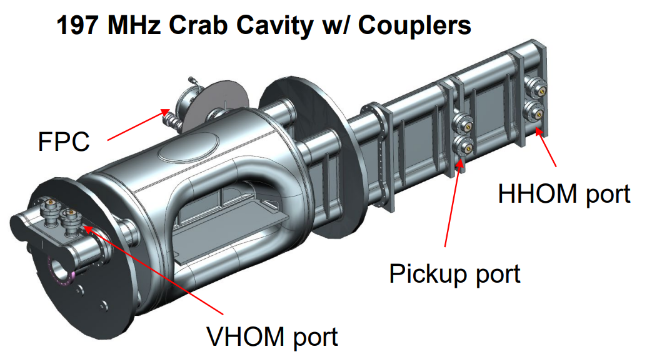 197 MHz Crab Cavity w/ Couplers
FPC
HHOM port
Pickup port
VHOM port